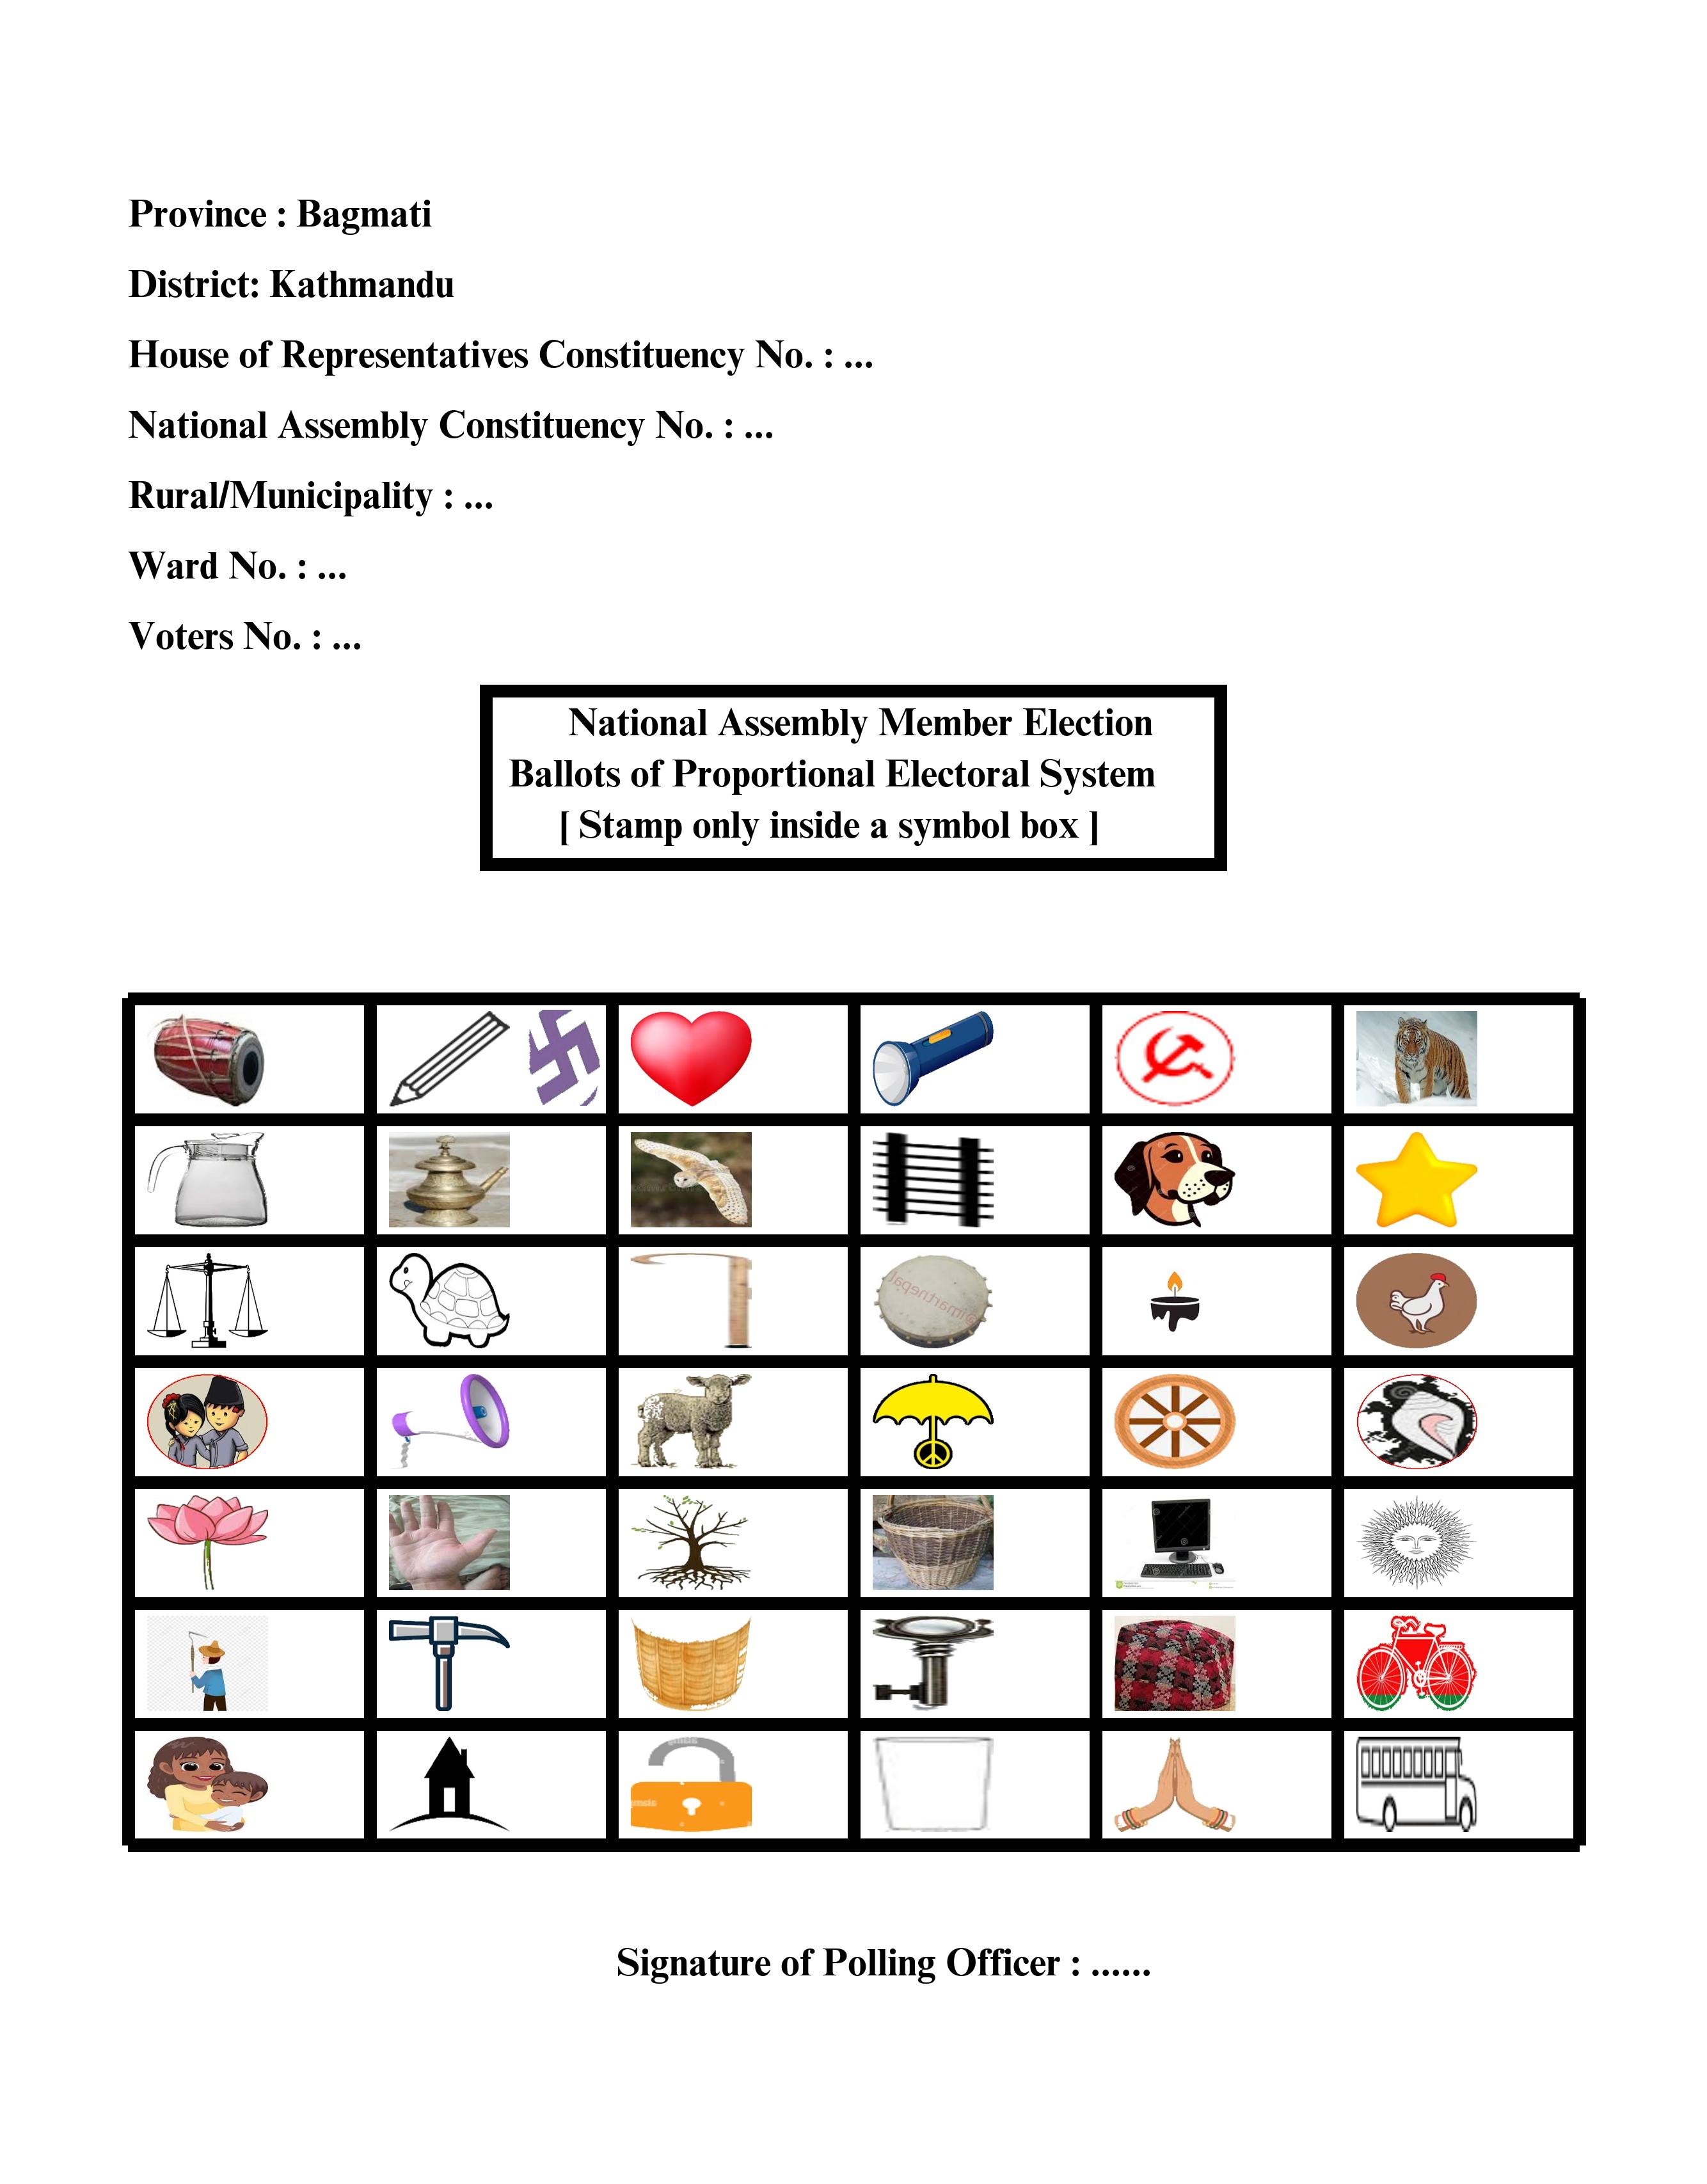 Province : Bagmati
District: Kathmandu
House of Representatives Constituency No. : ...
National Assembly Constituency No. : ...
Rural/Municipality : ...
Ward No. : ...
Voters No. : ...
National Assembly Member Election
Ballots of Proportional Electoral System
[ Stamp only inside a symbol box ]
Signature of Polling Officer : ......